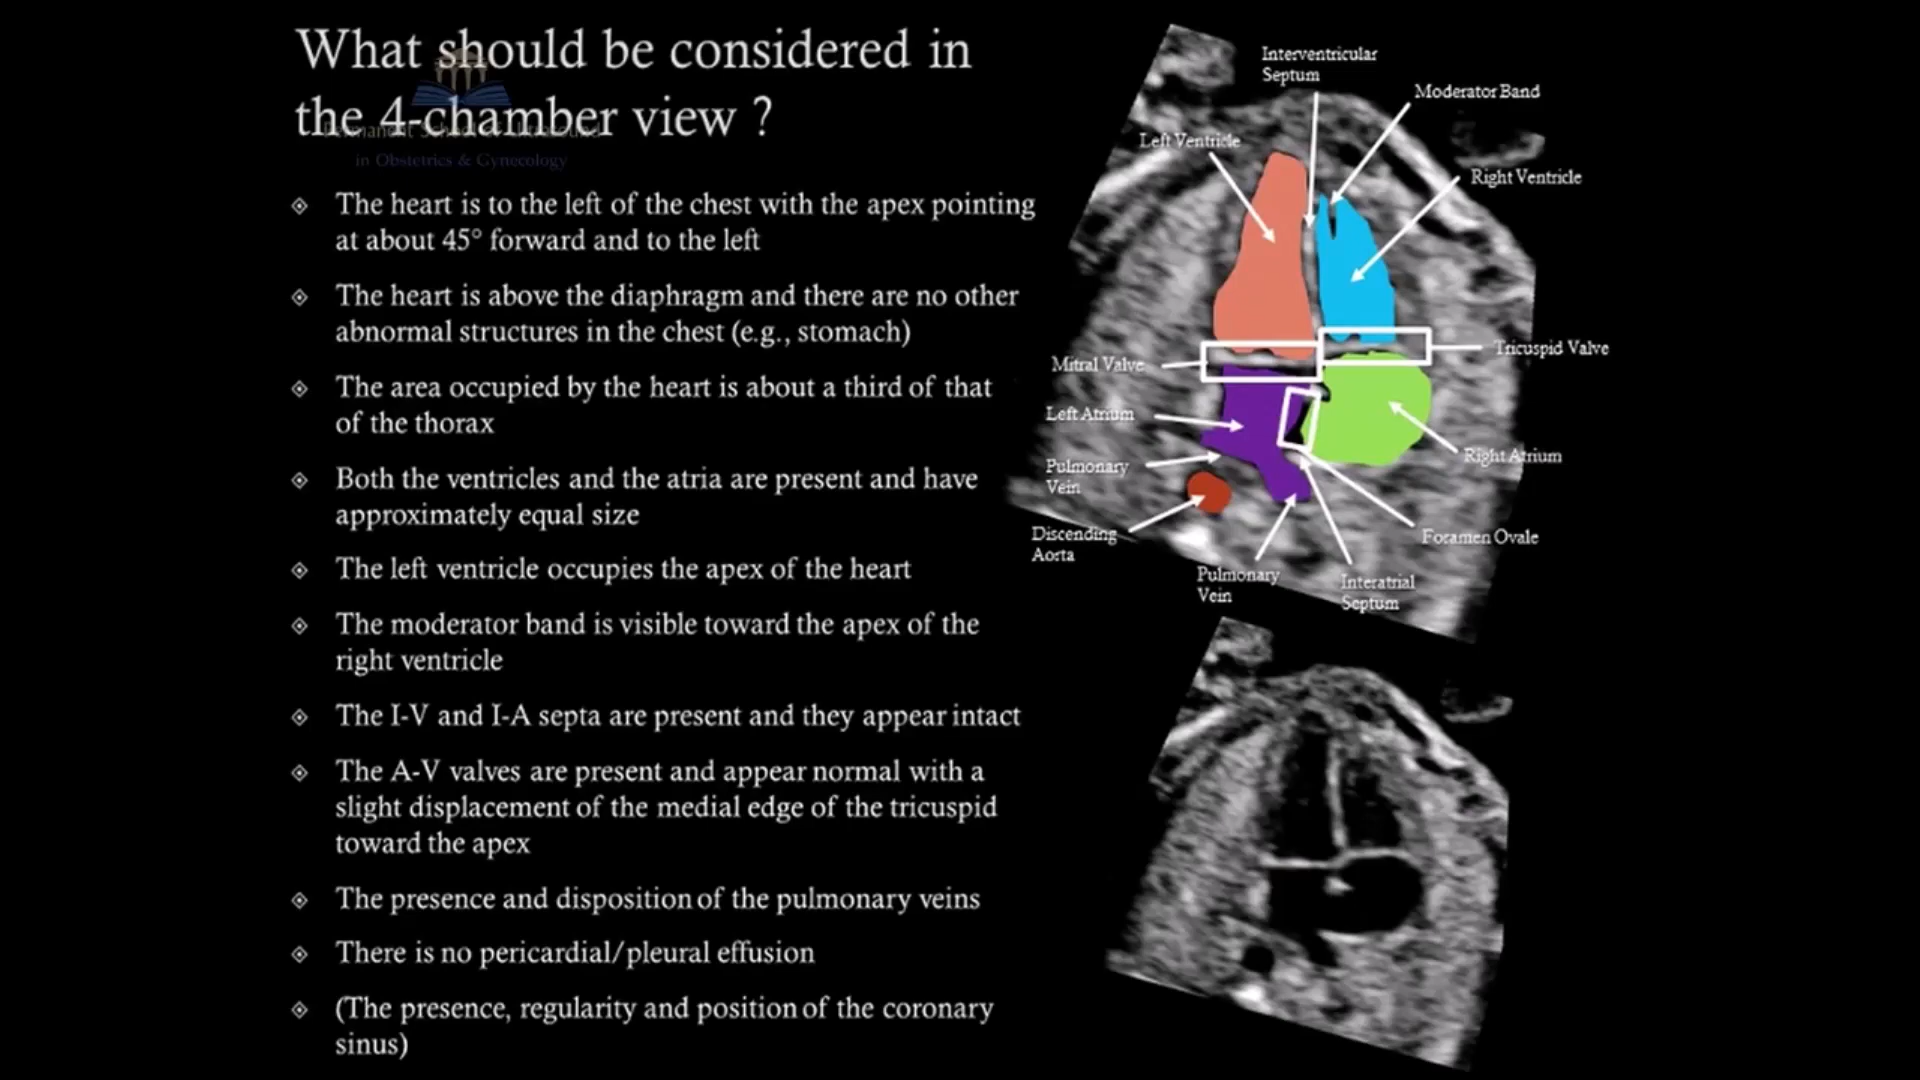 What should be considered in
the 4-chamber view ?
Permanent School of Ultrasound
in Obstetrics & Gynecology
The heart is to the left of the chest with the apex pointing
at about 45° forward and to the left
The heart is above the diaphragm and there are no other
abnormal structures in the chest (e.g., stomach)
The area occupied by the heart is about a third of that
of the thorax
Both the ventricles and the atria are present and have
approximately equal size
The left ventricle occupies the apex of the heart
The moderator band is visible toward the apex of the
right ventricle
The I-V and I-A septa are present and they appear intact
The A-V valves are present and appear normal with a
slight displacement of the medial edge of the tricuspid
toward the apex
The presence and disposition of the pulmonary veins
There is no pericardial/pleural effusion
(The presence, regularity and position of the coronary
sinus)
Interventricular
Septum
Moderator Band
Left Ventricle
Right Ventricle
Tricuspid Valve
Mitral Valve
Left Atrium
Right Atrium
Pulmonary
Vein
Discending
Aorta
Foramen Ovale
Pulmonary
Vein
Interatrial
Septum